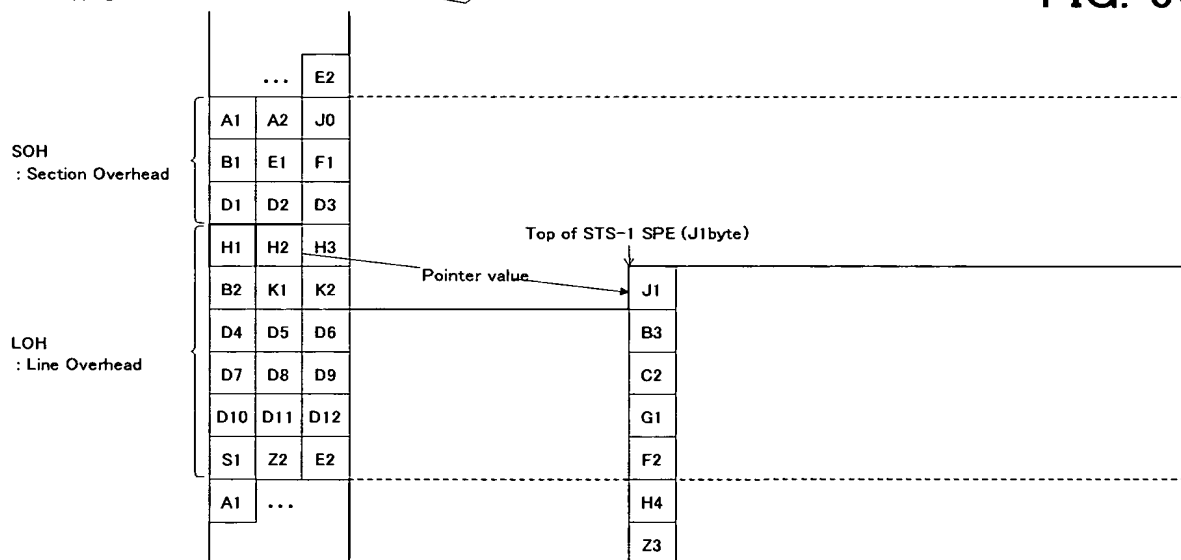 FIG.
... E2
A1 A2 J0
SOH
: Section Overhead
B1 E1 F1
D1 D2 D3
Top of STS-1 SPE (J1byte)
H1 H2 H3
Pointer value
B2 K1 K2 J1
D4 D5 D6 B3
LOH
: Line Overhead
D7 D8 D9 C2
D10 D11 D12 G1
S1 Z2 E2 F2
A1 ... H4
Z3